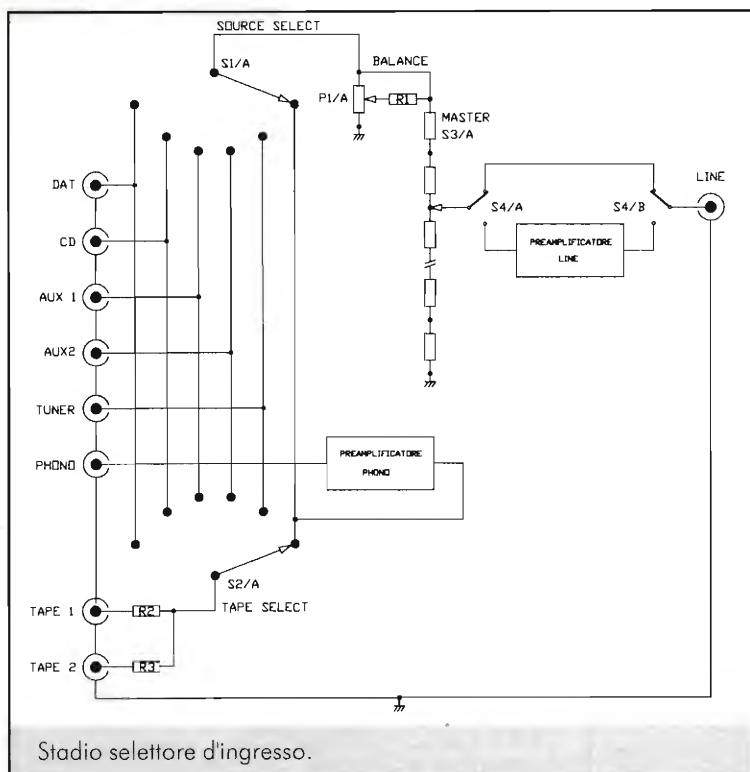 SOURCE SELECT
S1/A
BALANCE
P1/A
R1
MASTER
S3/A
DAT
LINE
S4/A
S4/B
CD
PREAMPLIFICATORE
LINE
AUX 1
AUX2
TUNER
PHONO
PREAMPLIFICATORE
PHONO
S2/A
TAPE 1
R2
TAPE SELECT
TAPE 2
R3
Stadio selettore d'ingresso.